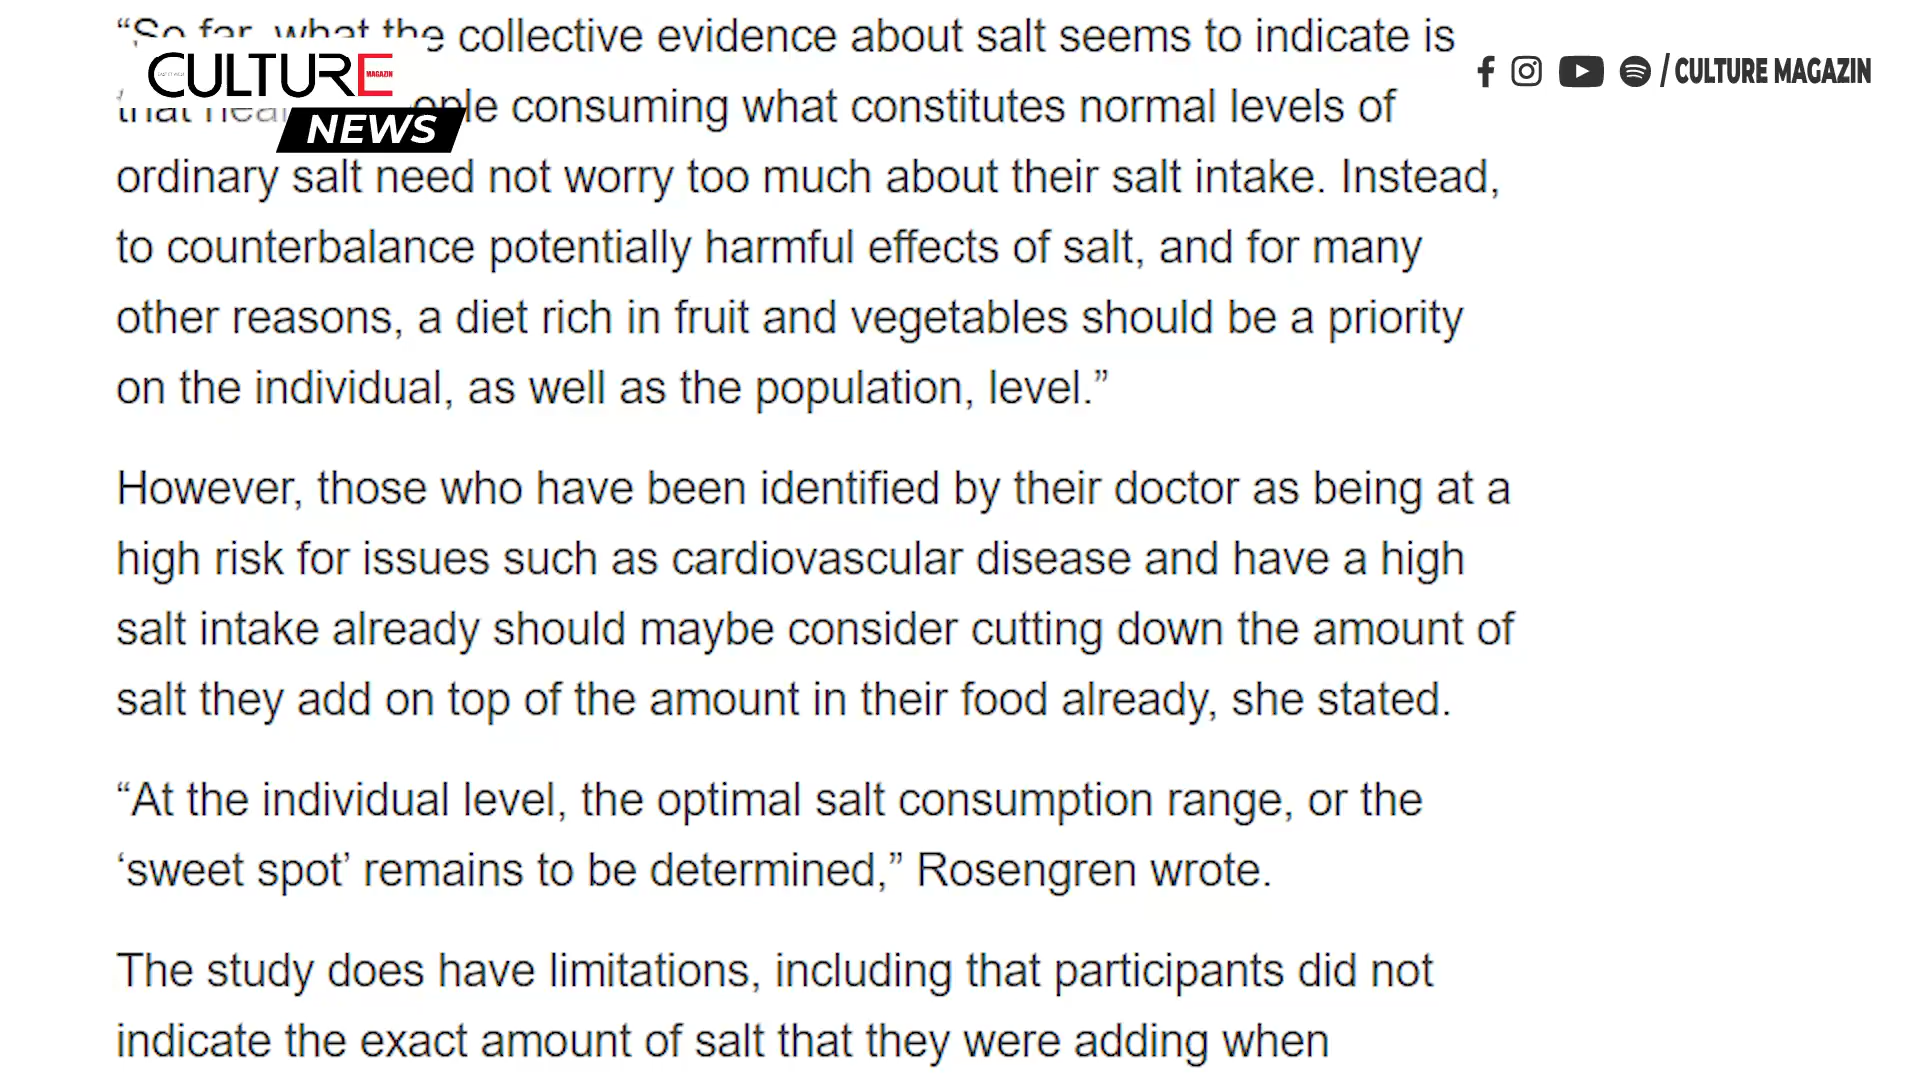 “So far, what the collective evidence about salt seems to indicate is
CULTURE
MAGAZIN
/ CULTURE MAGAZIN
that people consuming what constitutes normal levels of
NEWS
ordinary salt need not worry too much about their salt intake. Instead,
to counterbalance potentially harmful effects of salt, and for many
other reasons, a diet rich in fruit and vegetables should be a priority
on the individual, as well as the population, level.”
However, those who have been identified by their doctor as being at a
high risk for issues such as cardiovascular disease and have a high
salt intake already should maybe consider cutting down the amount of
salt they add on top of the amount in their food already, she stated.
“At the individual level, the optimal salt consumption range, or the
‘sweet spot’ remains to be determined,” Rosengren wrote.
The study does have limitations, including that participants did not
indicate the exact amount of salt that they were adding when